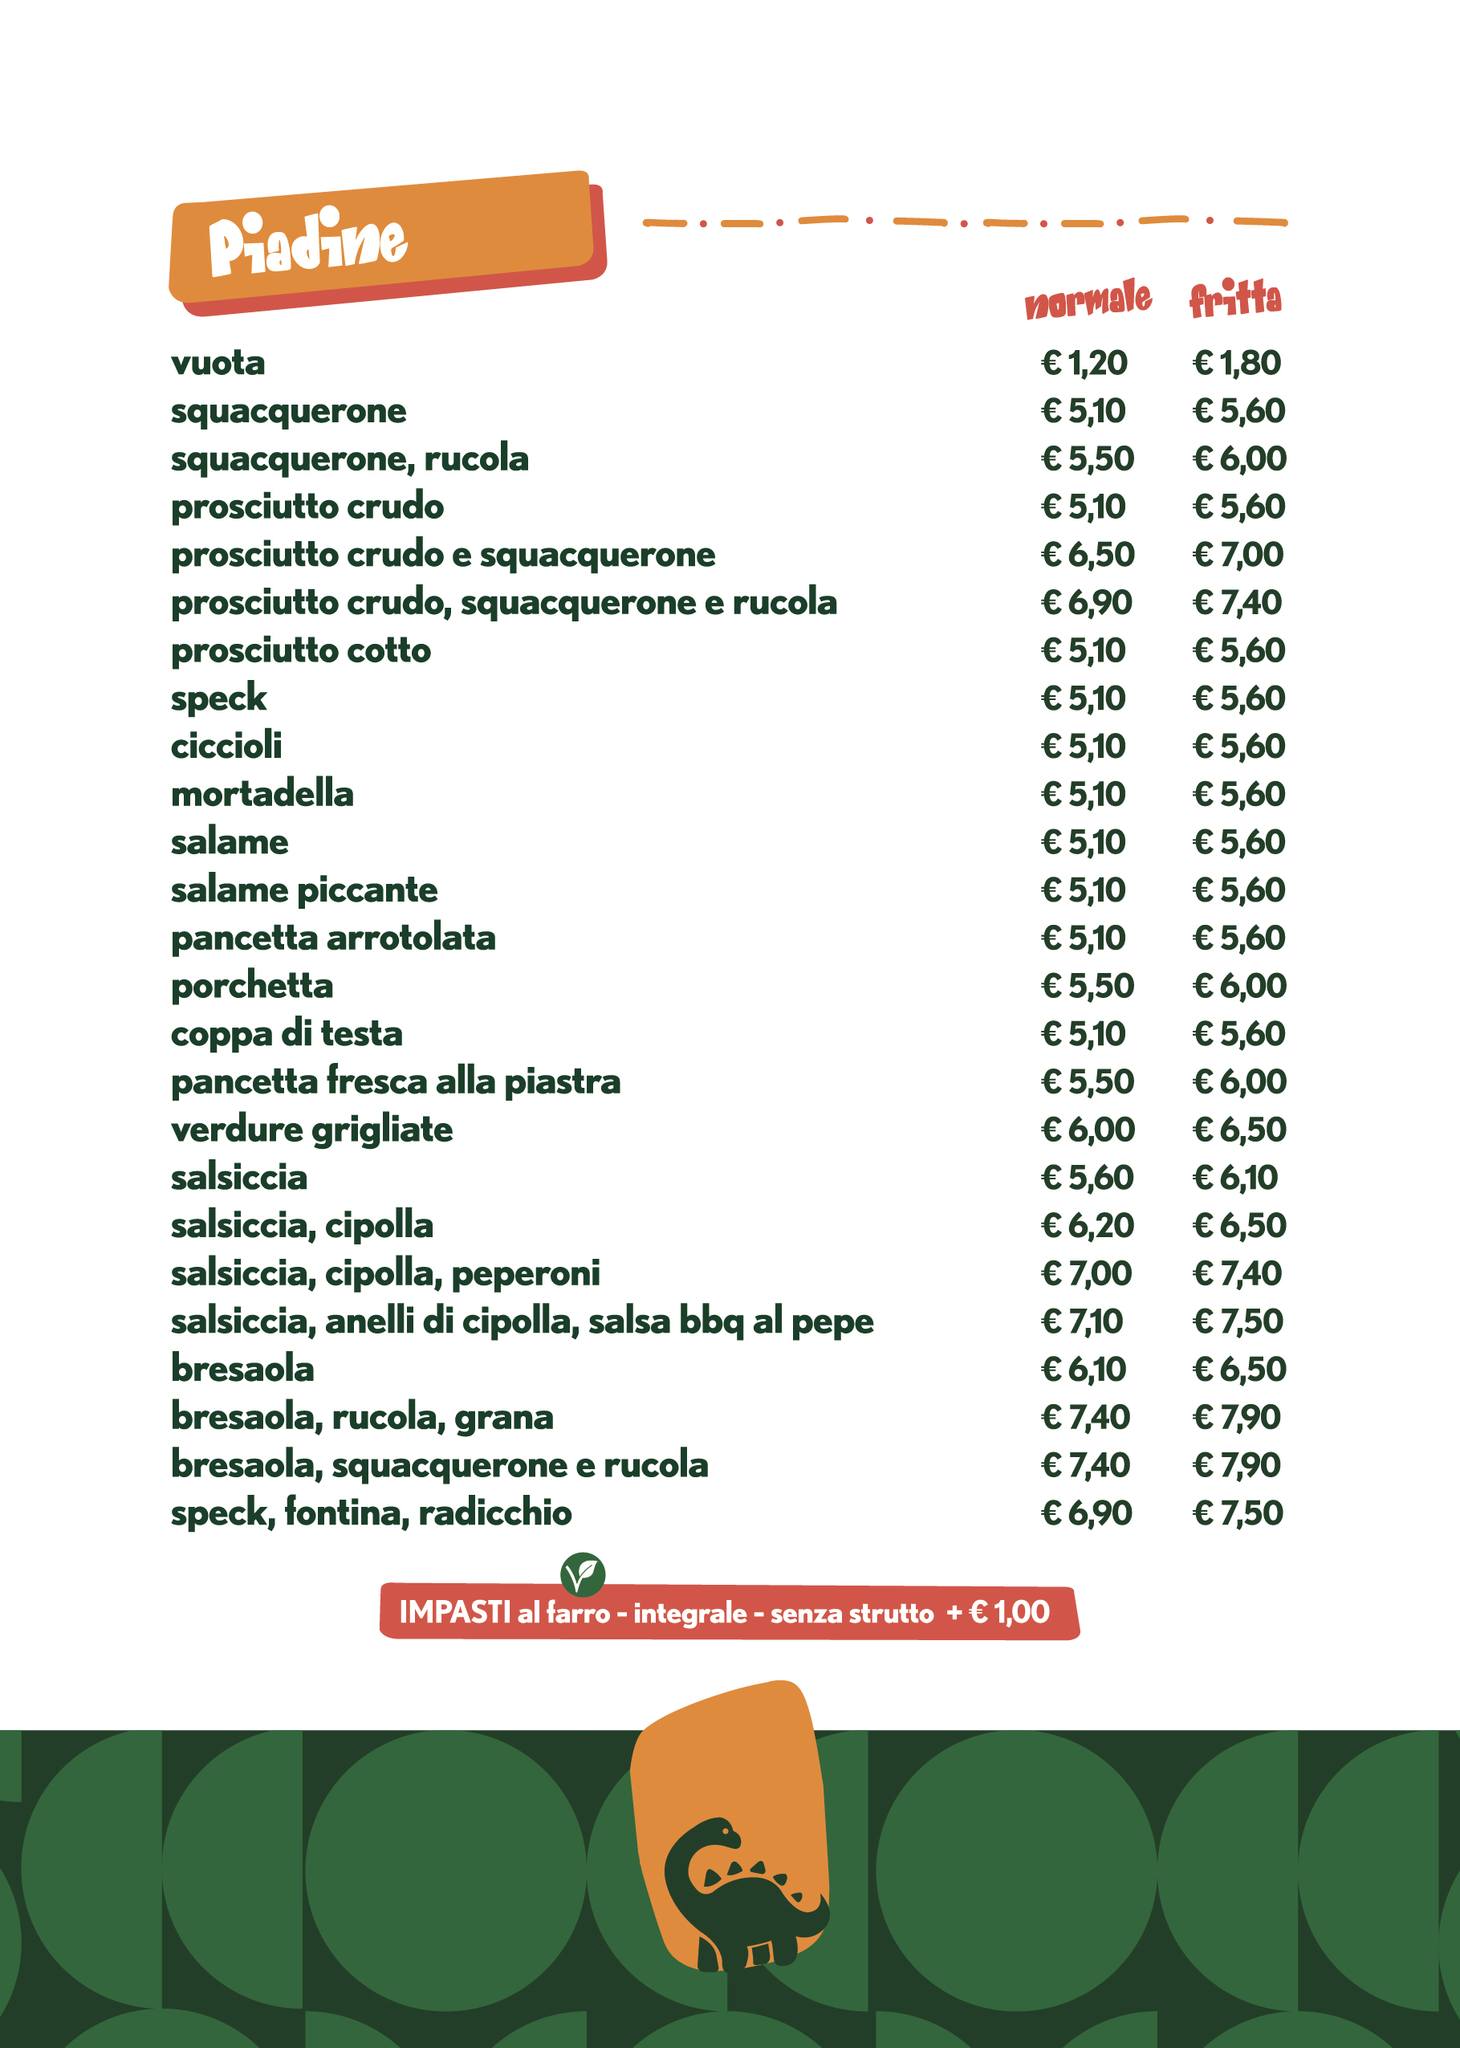 Piadine
normale fritta
vuota € 1,20 € 1,80
squacquerone € 5,10 € 5,60
squacquerone, rucola € 5,50 € 6,00
prosciutto crudo € 5,10 € 5,60
prosciutto crudo e squacquerone € 6,50 € 7,00
prosciutto crudo, squacquerone e rucola € 6,90 € 7,40
prosciutto cotto € 5,10 € 5,60
speck € 5,10 € 5,60
ciccioli € 5,10 € 5,60
mortadella € 5,10 € 5,60
salame € 5,10 € 5,60
salame piccante € 5,10 € 5,60
pancetta arrotolata € 5,10 € 5,60
porchetta € 5,50 € 6,00
coppa di testa € 5,10 € 5,60
pancetta fresca alla piastra € 5,50 € 6,00
verdure grigliate € 6,00 € 6,50
salsiccia € 5,60 € 6,10
salsiccia, cipolla € 6,20 € 6,50
salsiccia, cipolla, peperoni € 7,00 € 7,40
salsiccia, anelli di cipolla, salsa bbq al pepe € 7,10 € 7,50
bresaola € 6,10 € 6,50
bresaola, rucola, grana € 7,40 € 7,90
bresaola, squacquerone e rucola € 7,40 € 7,90
speck, fontina, radicchio € 6,90 € 7,50
IMPASTI al farro - integrale - senza strutto + € 1,00